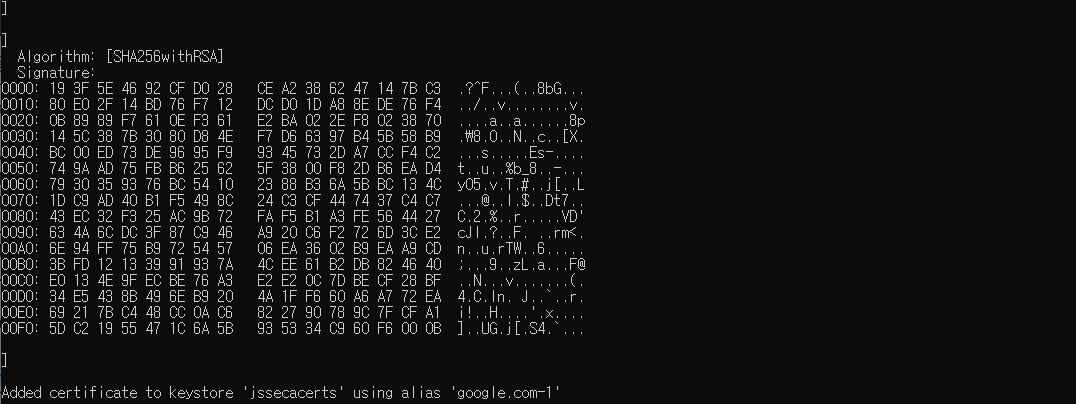 ]
]
Algorithm: [SHA256withRSA]
Signature:
0000: 19 3F 5E 46 92 CF D0 28 CE A2 38 62 47 14 7B C3 .?^F...(..8bG...
0010: 80 E0 2F 14 BD 76 F7 12 DC D0 1D A8 8E DE 76 F4 ../..v........v.
0020: 0B 89 89 F7 61 0E F3 61 E2 BA 02 2E F8 02 38 70 ....a..a......8p
0030: 14 5C 38 7B 30 80 D8 4E F7 D6 63 97 B4 5B 58 B9 .₩8.0..N..c..[X.
0040: BC 00 ED 73 DE 96 95 F9 93 45 73 2D A7 CC F4 C2 ...s.....Es-....
0050: 74 9A AD 75 FB B6 25 62 5F 38 00 F8 2D B6 EA D4 t..u..%b_8..-...
0060: 79 30 35 93 76 BC 54 10 23 88 B3 6A 5B BC 13 4C y05.v.T.#..j[..L
0070: 1D C9 AD 40 B1 F5 49 8C 24 C3 CF 44 74 37 C4 C7 ...@..I.$..Dt7..
0080: 43 EC 32 F3 25 AC 9B 72 FA F5 B1 A3 FE 56 44 27 C.2.%..r.....VD'
0090: 63 4A 6C DC 3F 87 C9 46 A9 20 C6 F2 72 6D 3C E2 cJl.?..F. ..rm<.
00A0: 6E 94 FF 75 B9 72 54 57 06 EA 36 02 B9 EA A9 CD n..u.rTW..6.....
00B0: 3B FD 12 13 39 91 93 7A 4C EE 61 B2 DB 82 46 40 ;...9..zL.a...F@
00C0: E0 13 4E 9F EC BE 76 A3 E2 E2 0C 7D BE CF 28 BF ..N...v.......(.
00D0: 34 E5 43 8B 49 6E B9 20 4A 1F F6 60 A6 A7 72 EA 4.C.In. J..`..r.
00E0: 69 21 7B C4 48 CC 0A C6 82 27 90 78 9C 7F CF A1 i!..H....'.x....
00F0: 5D C2 19 55 47 1C 6A 5B 93 53 34 C9 60 F6 00 0B ]..UG.j[.S4.`...
]
Added certificate to keystore 'jssecacerts' using alias 'google.com-1'